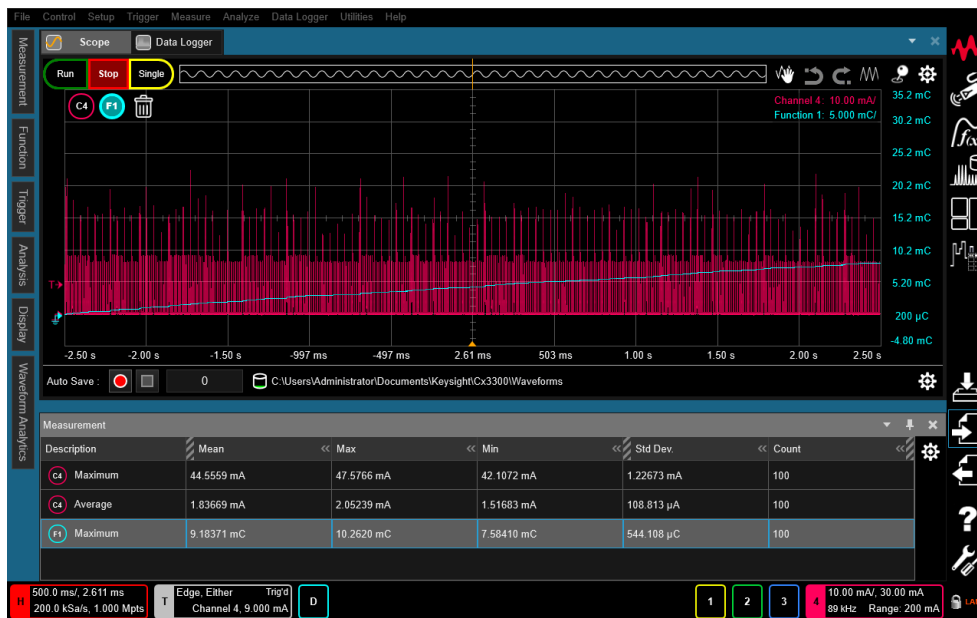 File Control Setup Trigger Measure Analyze Data Logger Utilities Help
Scope Data Logger
Run Stop Single
C4 F1
Channel 4: 10.00 mA/
Function 1: 5.000 mC/
35.2 mC
30.2 mC
25.2 mC
20.2 mC
15.2 mC
10.2 mC
5.20 mC
200 µC
-4.80 mC
T
-2.50 s -2.00 s -1.50 s -997 ms -497 ms 2.61 ms 503 ms 1.00 s 1.50 s 2.00 s 2.50 s
Auto Save : 0 C:\Users\Administrator\Documents\Keysight\Cx3300\Waveforms
Measurement
Function
Trigger
Analysis
Display
Waveform Analytics
Measurement
Description Mean Max Min Std Dev. Count
C4 Maximum 44.5559 mA 47.5766 mA 42.1072 mA 1.22673 mA 100
C4 Average 1.83669 mA 2.05239 mA 1.51683 mA 108.813 µA 100
F1 Maximum 9.18371 mC 10.2620 mC 7.58410 mC 544.108 µC 100
H 500.0 ms/, 2.611 ms
200.0 kSa/s, 1.000 Mpts
T Edge, Either Trig'd
Channel 4, 9.000 mA
D
1 2 3 4
10.00 mA/, 30.00 mA
89 kHz Range: 200 mA
LAN
f(x)
?